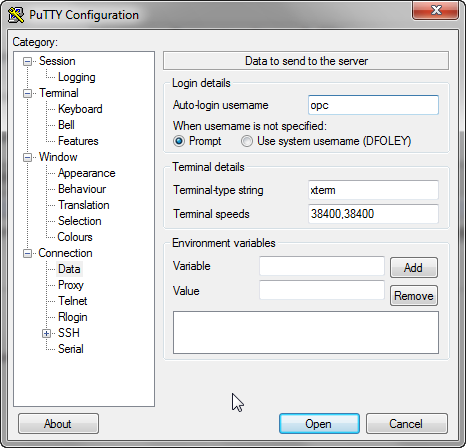 PuTTY Configuration
Category:
Session
Logging
Terminal
Keyboard
Bell
Features
Window
Appearance
Behaviour
Translation
Selection
Colours
Connection
Data
Proxy
Telnet
Rlogin
SSH
Serial
Data to send to the server
Login details
Auto-login username opc
When username is not specified:
Prompt Use system username (DFOLEY)
Terminal details
Terminal-type string xterm
Terminal speeds 38400,38400
Environment variables
Variable Add
Value Remove
About Open Cancel